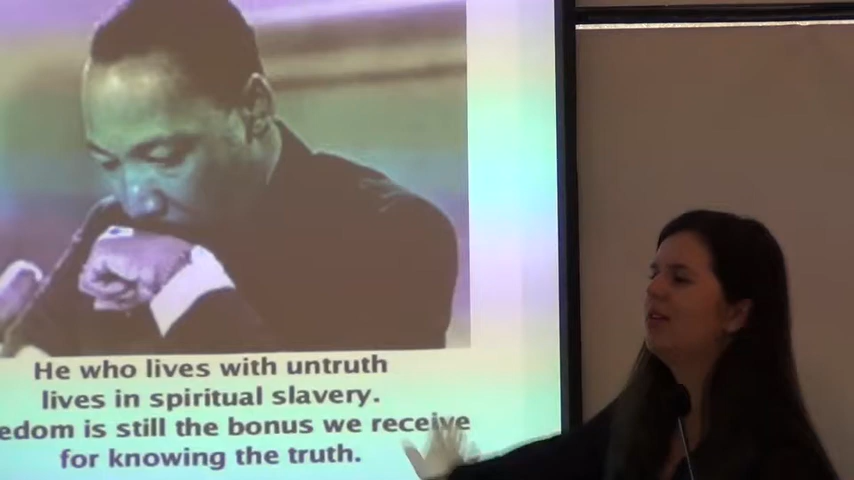 He who lives with untruth
lives in spiritual slavery.
edom is still the bonus we receive
for knowing the truth.